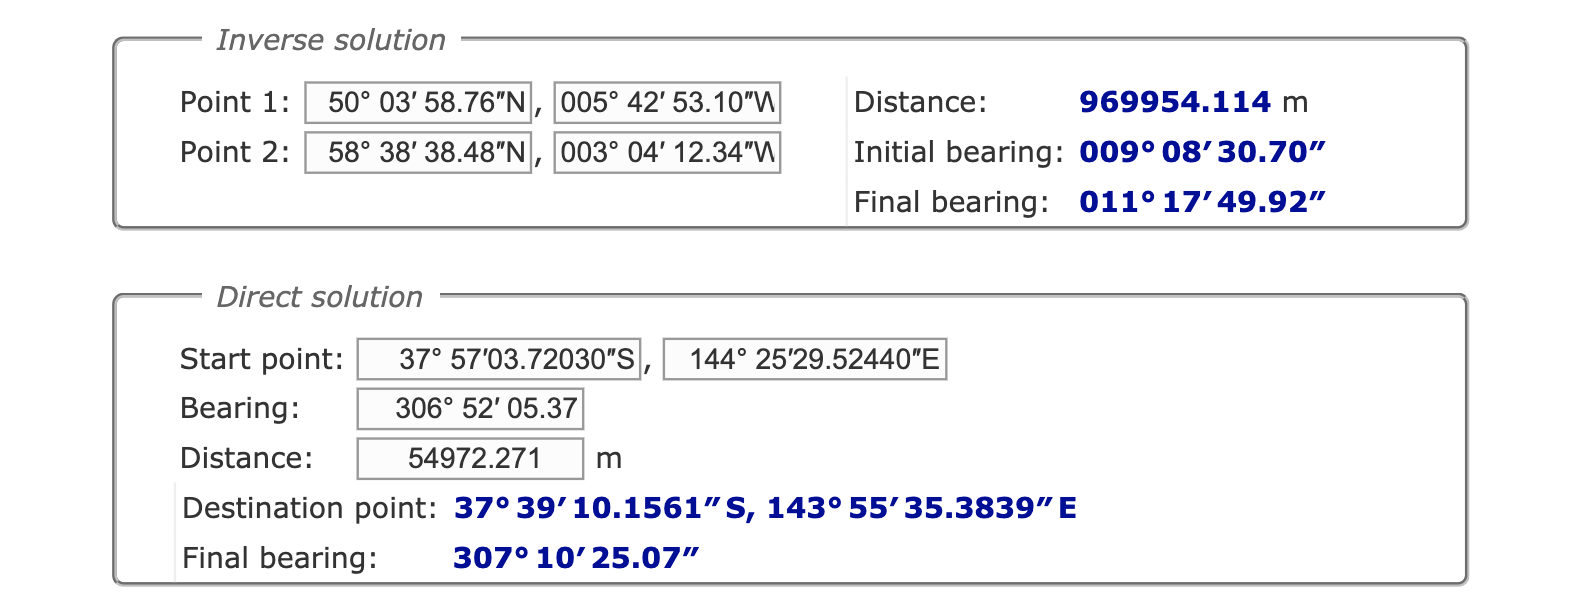 Inverse solution
Point 1: 50° 03′ 58.76″N, 005° 42′ 53.10″W Distance: 969954.114 m
Point 2: 58° 38′ 38.48″N, 003° 04′ 12.34″W Initial bearing: 009° 08′ 30.70″
Final bearing: 011° 17′ 49.92″
Direct solution
Start point: 37° 57′03.72030″S, 144° 25′29.52440″E
Bearing: 306° 52′ 05.37
Distance: 54972.271 m
Destination point: 37° 39′ 10.1561″ S, 143° 55′ 35.3839″ E
Final bearing: 307° 10′ 25.07″